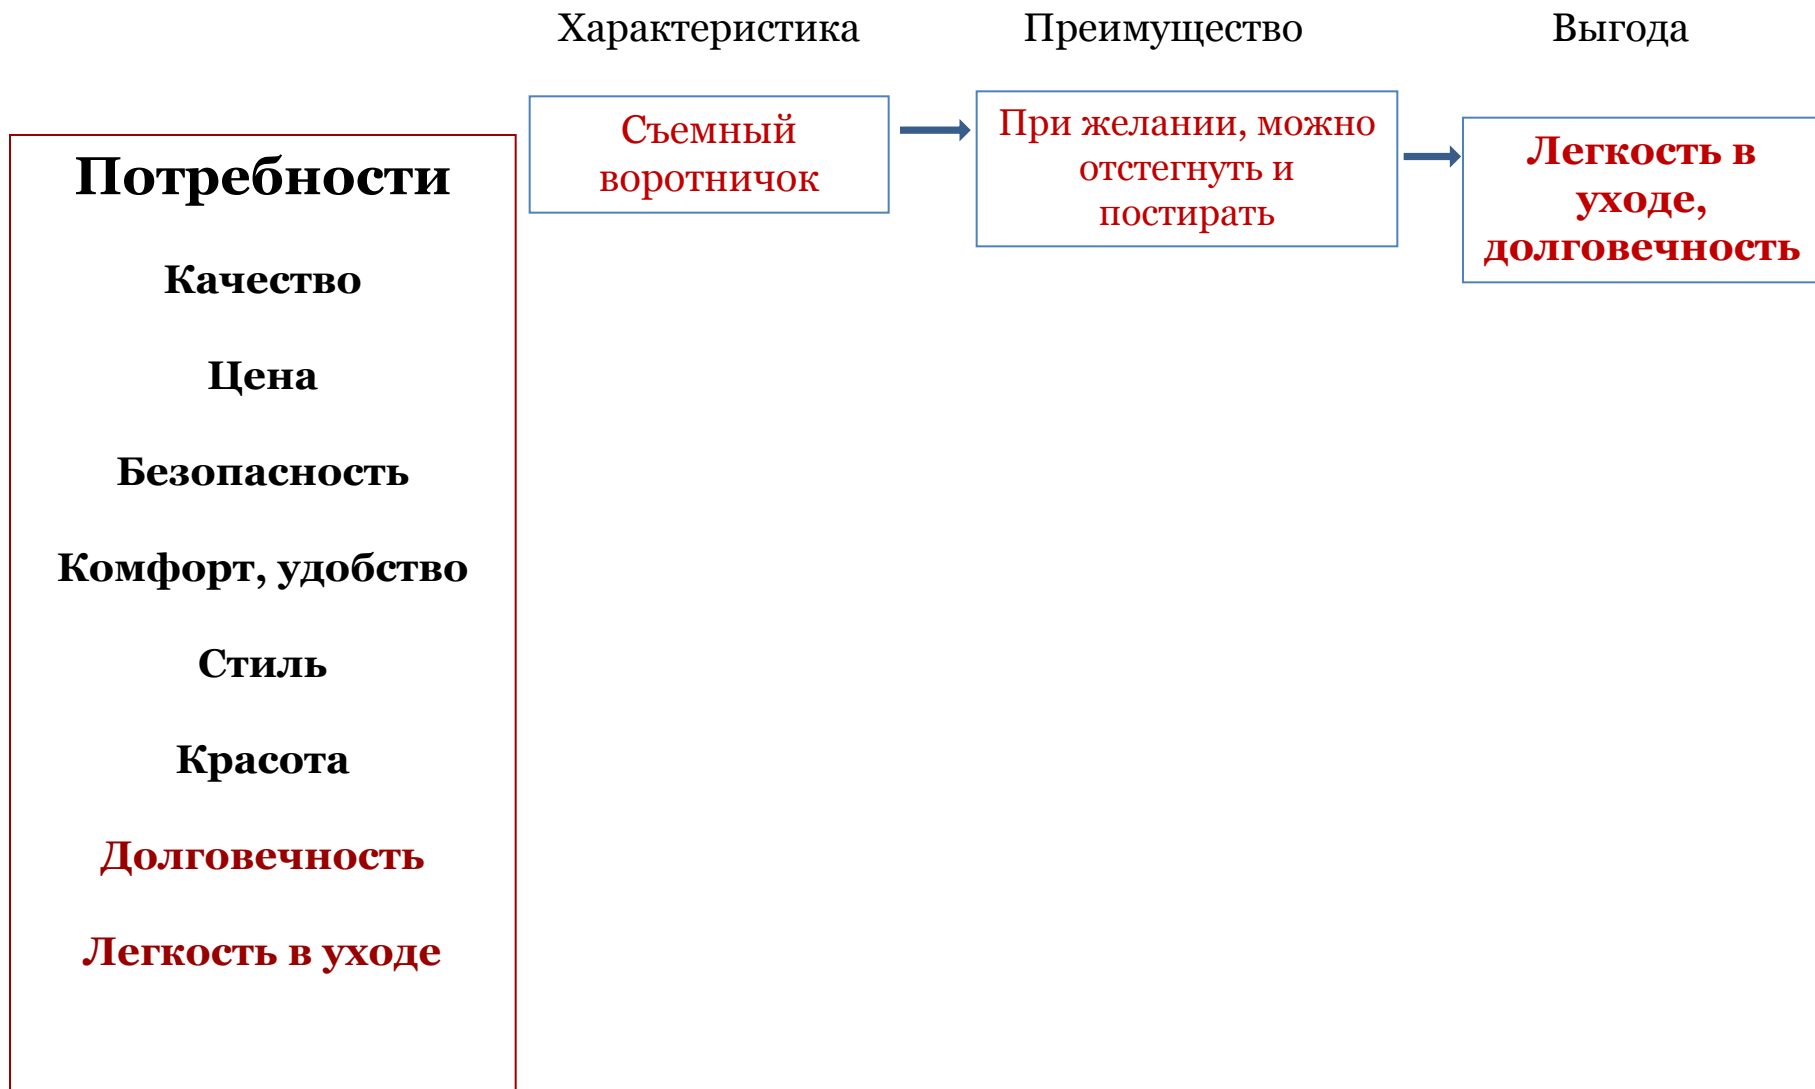 Характеристика
Преимущество
Выгода
Съемный
воротничок
При желании, можно
отстегнуть и
постирать
Легкость в
уходе,
долговечность
Потребности
Качество
Цена
Безопасность
Комфорт, удобство
Стиль
Красота
Долговечность
Легкость в уходе